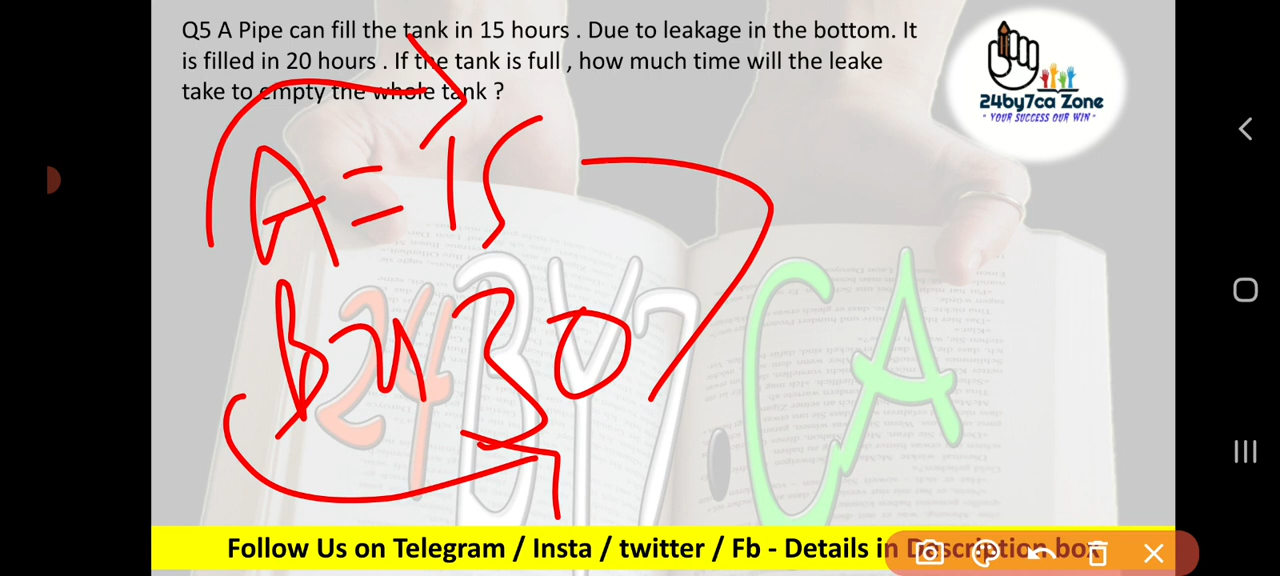 Q5 A Pipe can fill the tank in 15 hours . Due to leakage in the bottom. It
is filled in 20 hours . If the tank is full , how much time will the leake
take to empty the whole tank ?
24by7ca Zone
" YOUR SUCCESS OUR WIN "
A = 15
24BY7.CA
Follow Us on Telegram / Insta / twitter / Fb - Details in Description box